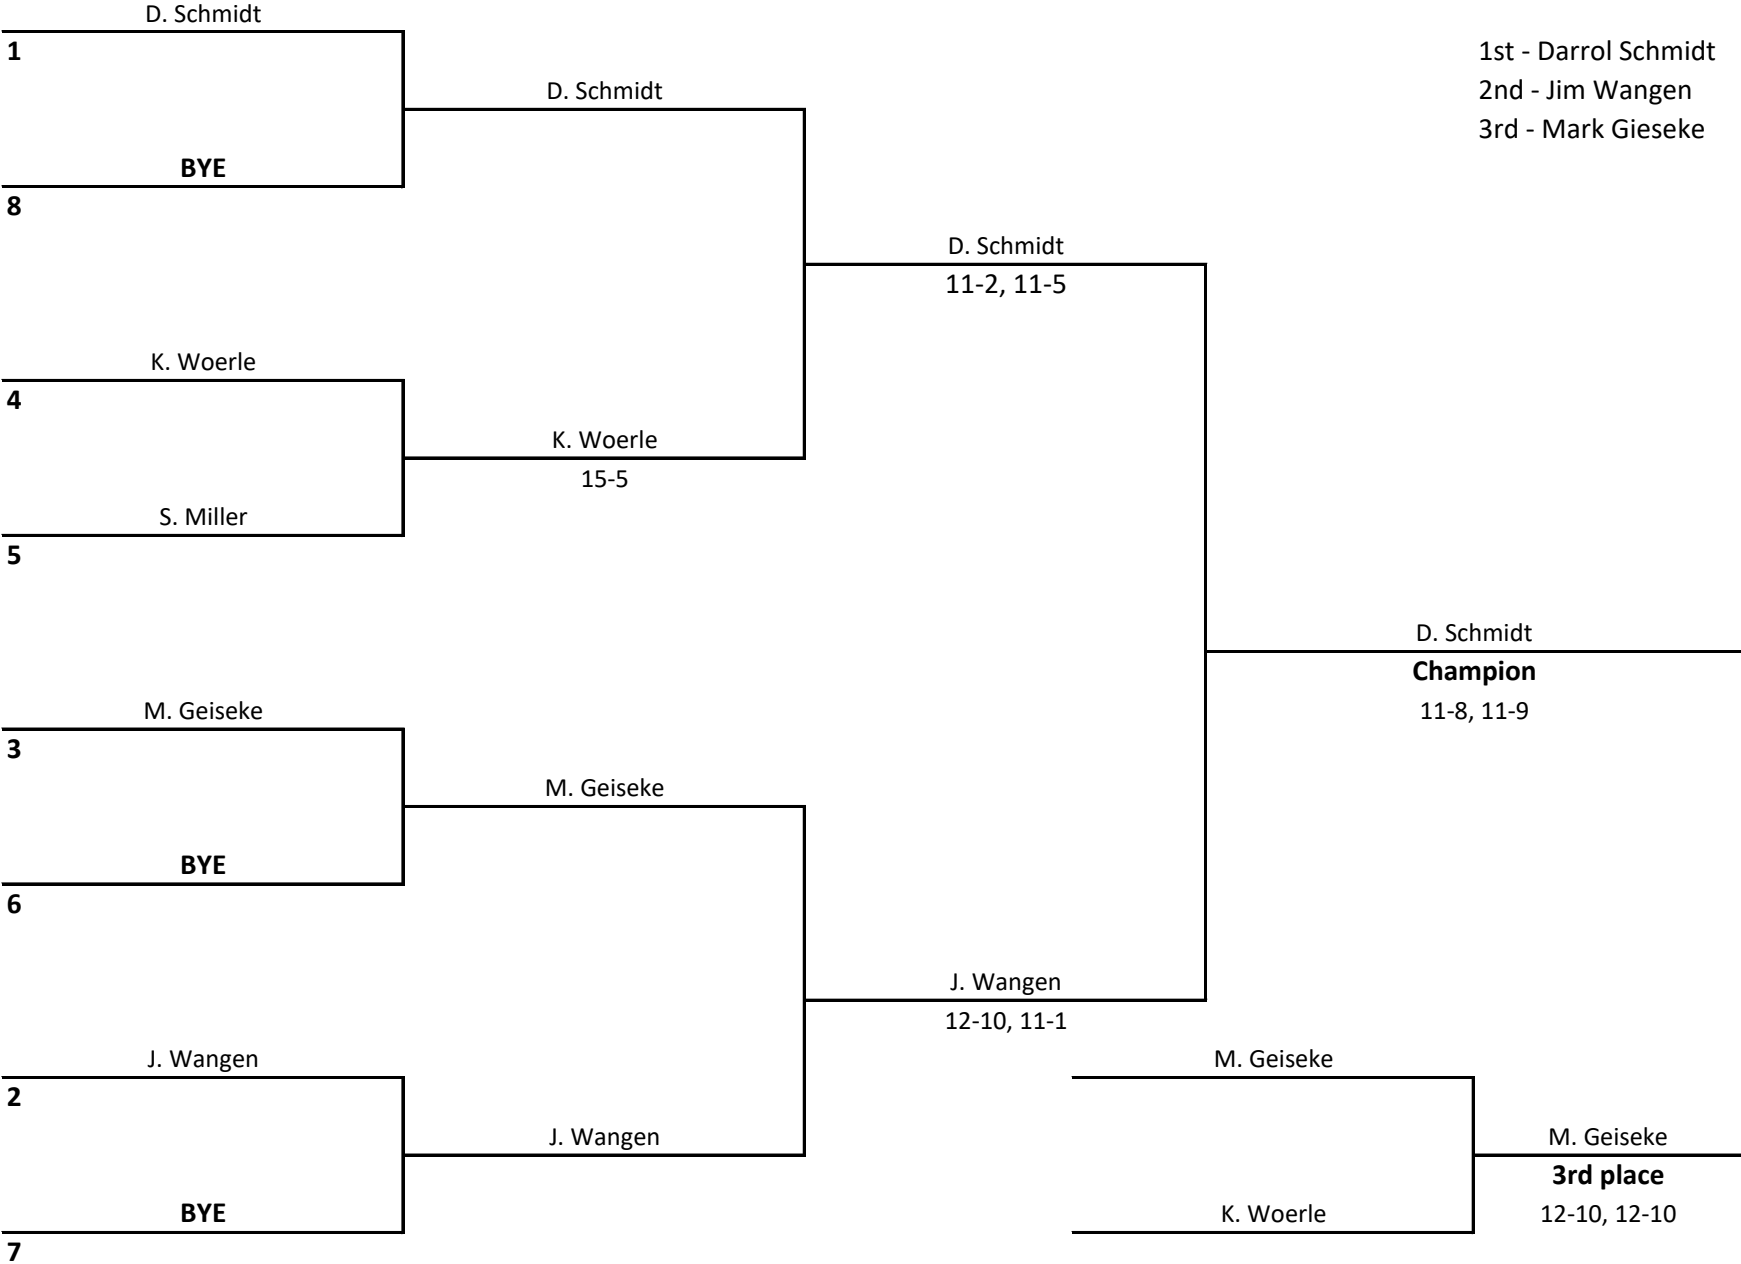 D. Schmidt
1
1st - Darrol Schmidt
D. Schmidt
2nd - Jim Wangen
3rd - Mark Gieseke
BYE
8
D. Schmidt
11-2, 11-5
K. Woerle
4
K. Woerle
15-5
S. Miller
5
D. Schmidt
Champion
M. Geiseke
11-8, 11-9
3
M. Geiseke
BYE
6
J. Wangen
12-10, 11-1
J. Wangen
M. Geiseke
2
J. Wangen
M. Geiseke
3rd place
BYE
K. Woerle
12-10, 12-10
7